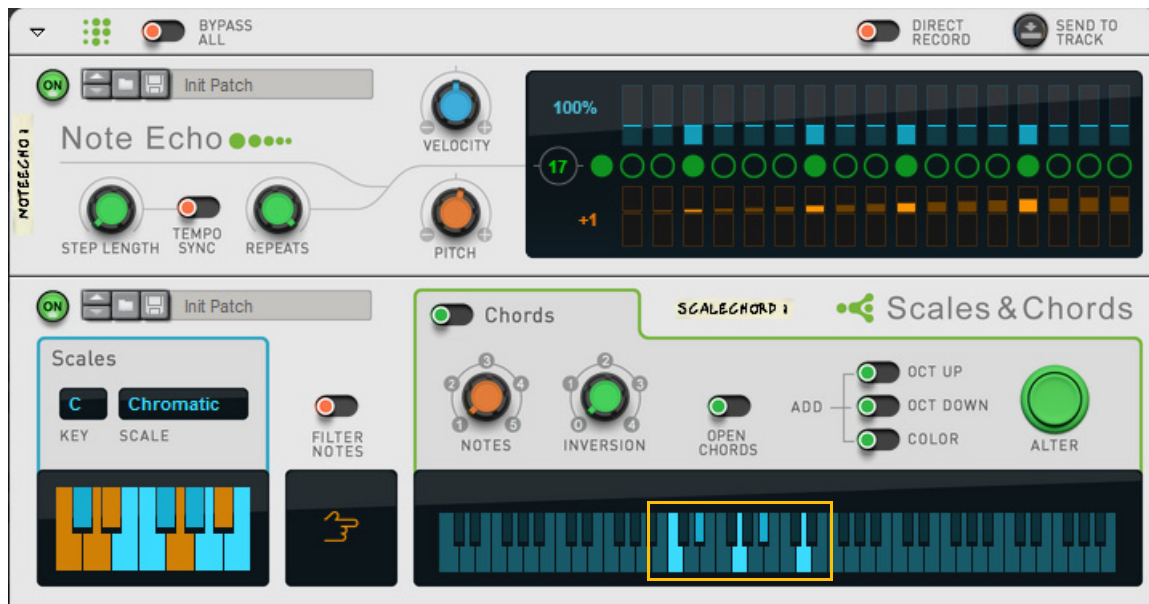 BYPASS
ALL
DIRECT
RECORD
SEND TO
TRACK
ON
Init Patch
NOTEECHO 1
Note Echo
STEP LENGTH
TEMPO
SYNC
REPEATS
VELOCITY
PITCH
100%
17
+1
ON
Init Patch
Scales
C
Chromatic
KEY
SCALE
FILTER
NOTES
Chords
SCALECHORD 1
Scales & Chords
1
2
3
4
5
NOTES
0
1
2
3
4
INVERSION
OPEN
CHORDS
ADD
OCT UP
OCT DOWN
COLOR
ALTER